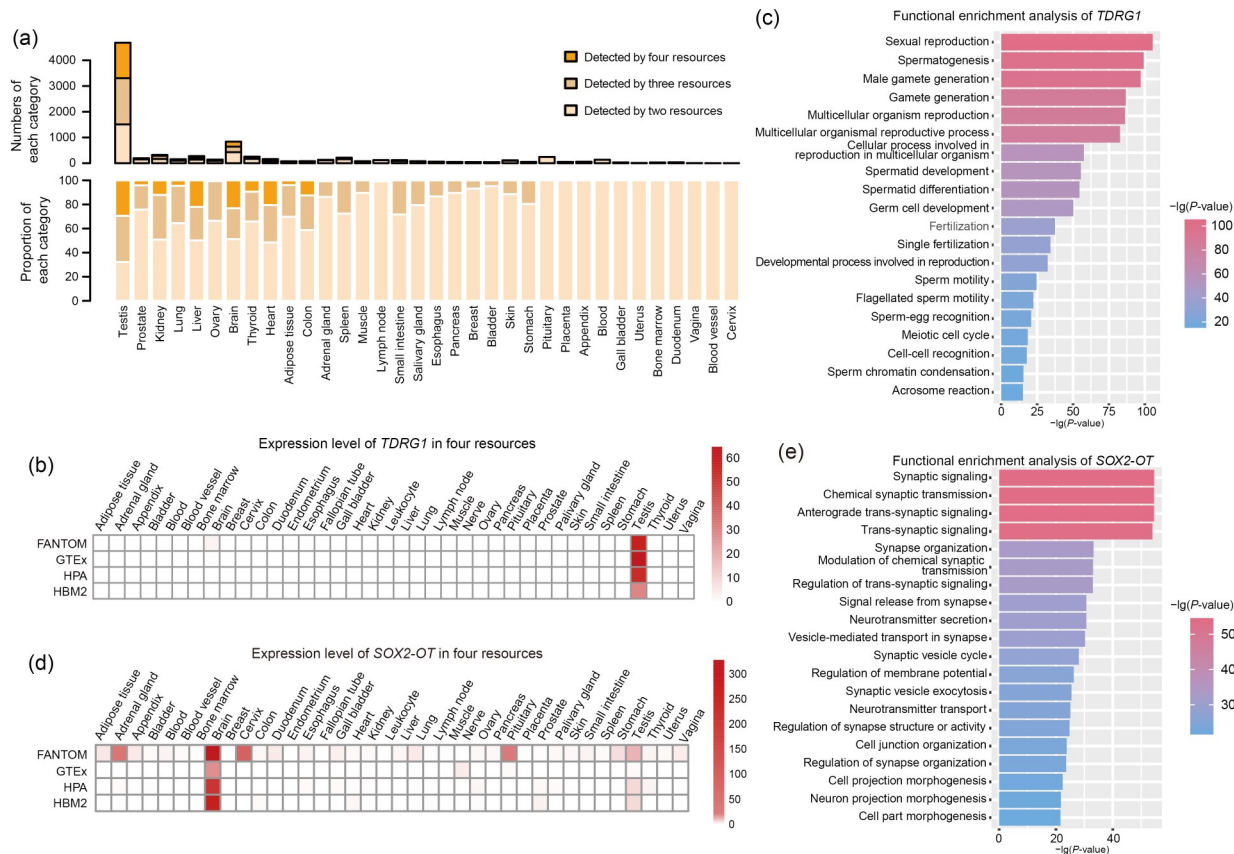 (a)
Numbers of
each category
4000
3000
2000
1000
0
Detected by four resources
Detected by three resources
Detected by two resources
Proportion of
each category
100
80
60
40
20
0
Testis
Prostate
Kidney
Lung
Liver
Ovary
Brain
Thyroid
Heart
Adipose tissue
Colon
Adrenal gland
Spleen
Muscle
Lymph node
Small intestine
Salivary gland
Esophagus
Pancreas
Breast
Bladder
Skin
Stomach
Pituitary
Placenta
Appendix
Blood
Gall bladder
Uterus
Bone marrow
Duodenum
Vagina
Blood vessel
Cervix
(b)
Expression level of TDRG1 in four resources
Adipose tissue
Adrenal gland
Appendix
Bladder
Blood
Blood vessel
Bone marrow
Brain
Breast
Cervix
Colon
Duodenum
Endometrium
Esophagus
Fallopian tube
Gall bladder
Heart
Kidney
Leukocyte
Liver
Lung
Lymph node
Muscle
Nerve
Ovary
Pancreas
Pituitary
Placenta
Prostate
Palivary gland
Skin
Small intestine
Spleen
Stomach
Testis
Thyroid
Uterus
Vagina
FANTOM
GTEx
HPA
HBM2
60
50
40
30
20
10
0
(d)
Expression level of SOX2-OT in four resources
Adipose tissue
Adrenal gland
Appendix
Bladder
Blood
Blood vessel
Bone marrow
Brain
Breast
Cervix
Colon
Duodenum
Endometrium
Esophagus
Fallopian tube
Gall bladder
Heart
Kidney
Leukocyte
Liver
Lung
Lymph node
Muscle
Nerve
Ovary
Pancreas
Pituitary
Placenta
Prostate
Palivary gland
Skin
Small intestine
Spleen
Stomach
Testis
Thyroid
Uterus
Vagina
FANTOM
GTEx
HPA
HBM2
300
250
200
150
100
50
0
(c)
Functional enrichment analysis of TDRG1
Sexual reproduction
Spermatogenesis
Male gamete generation
Gamete generation
Multicellular organism reproduction
Multicellular organismal reproductive process
Cellular process involved in
reproduction in multicellular organism
Spermatid development
Spermatid differentiation
Germ cell development
Fertilization
Single fertilization
Developmental process involved in reproduction
Sperm motility
Flagellated sperm motility
Sperm-egg recognition
Meiotic cell cycle
Cell-cell recognition
Sperm chromatin condensation
Acrosome reaction
0 25 50 75 100
−lg(P-value)
−lg(P-value)
100
80
60
40
20
(e)
Functional enrichment analysis of SOX2-OT
Synaptic signaling
Chemical synaptic transmission
Anterograde trans-synaptic signaling
Trans-synaptic signaling
Synapse organization
Modulation of chemical synaptic
transmission
Regulation of trans-synaptic signaling
Signal release from synapse
Neurotransmitter secretion
Vesicle-mediated transport in synapse
Synaptic vesicle cycle
Regulation of membrane potential
Synaptic vesicle exocytosis
Neurotransmitter transport
Regulation of synapse structure or activity
Cell junction organization
Regulation of synapse organization
Cell projection morphogenesis
Neuron projection morphogenesis
Cell part morphogenesis
0 20 40
−lg(P-value)
−lg(P-value)
50
40
30